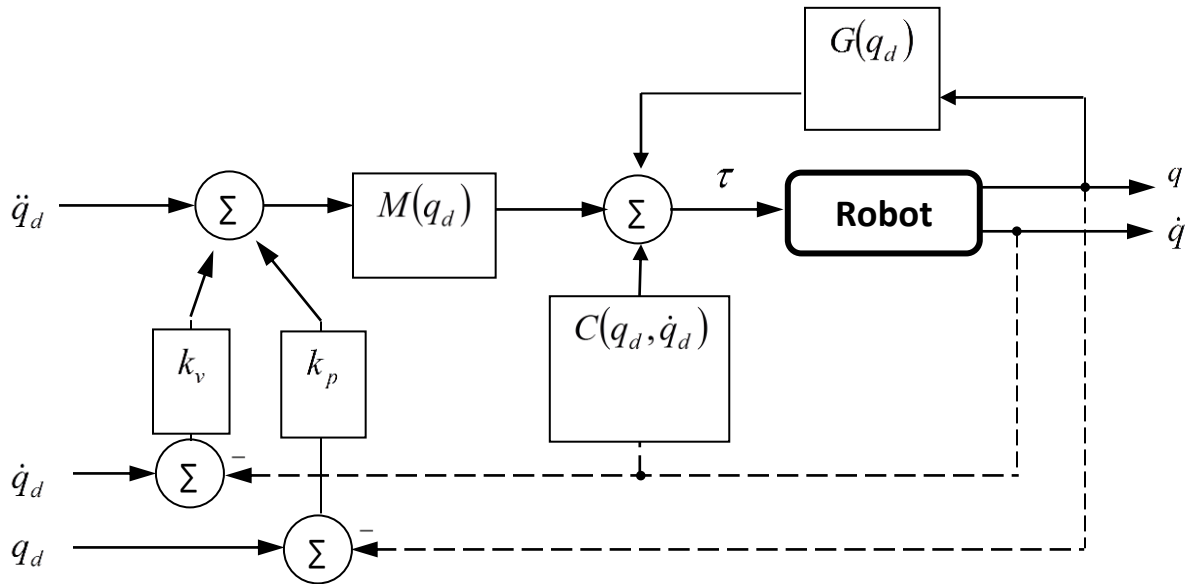 G(q_d)
q̈_d
Σ
M(q_d)
Σ
τ
Robot
q
q̇
C(q_d, q̇_d)
k_v
k_p
q̇_d
Σ
−
q_d
Σ
−